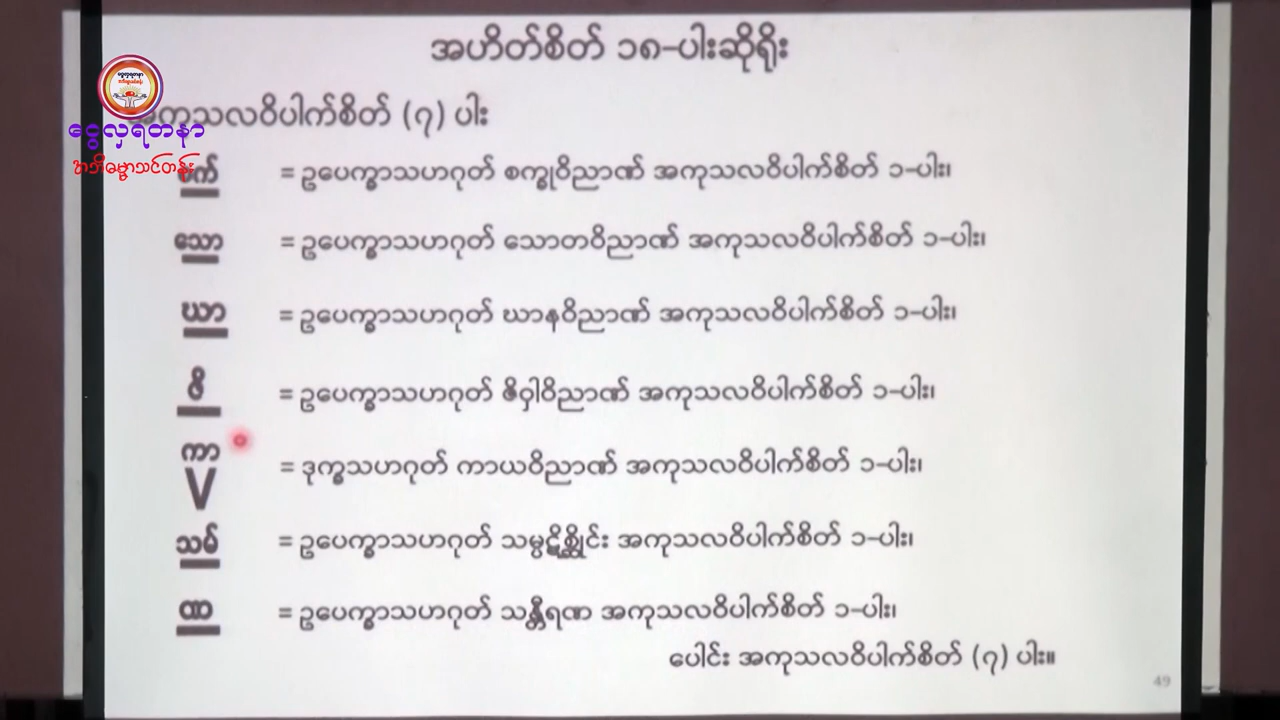 အဟိတ်စိတ် ၁၈-ပါးဆိုရိုး
အကုသလဝိပါက်စိတ် (၇) ပါး
ငွေလှရတနာ
အဘိဓမ္မာသင်တန်း
စက် = ဥပေက္ခာသဟဂုတ် စက္ခုဝိညာဏ် အကုသလဝိပါက်စိတ် ၁-ပါး၊
သော = ဥပေက္ခာသဟဂုတ် သောတဝိညာဏ် အကုသလဝိပါက်စိတ် ၁-ပါး၊
ဃာ = ဥပေက္ခာသဟဂုတ် ဃာနဝိညာဏ် အကုသလဝိပါက်စိတ် ၁-ပါး၊
ဇိ = ဥပေက္ခာသဟဂုတ် ဇိဝှါဝိညာဏ် အကုသလဝိပါက်စိတ် ၁-ပါး၊
ကာ = ဒုက္ခသဟဂုတ် ကာယဝိညာဏ် အကုသလဝိပါက်စိတ် ၁-ပါး၊
သမ် = ဥပေက္ခာသဟဂုတ် သမ္ပဋိစ္ဆိုင်း အကုသလဝိပါက်စိတ် ၁-ပါး၊
ဏ = ဥပေက္ခာသဟဂုတ် သန္တီရဏ အကုသလဝိပါက်စိတ် ၁-ပါး၊
ပေါင်း အကုသလဝိပါက်စိတ် (၇) ပါး။
49